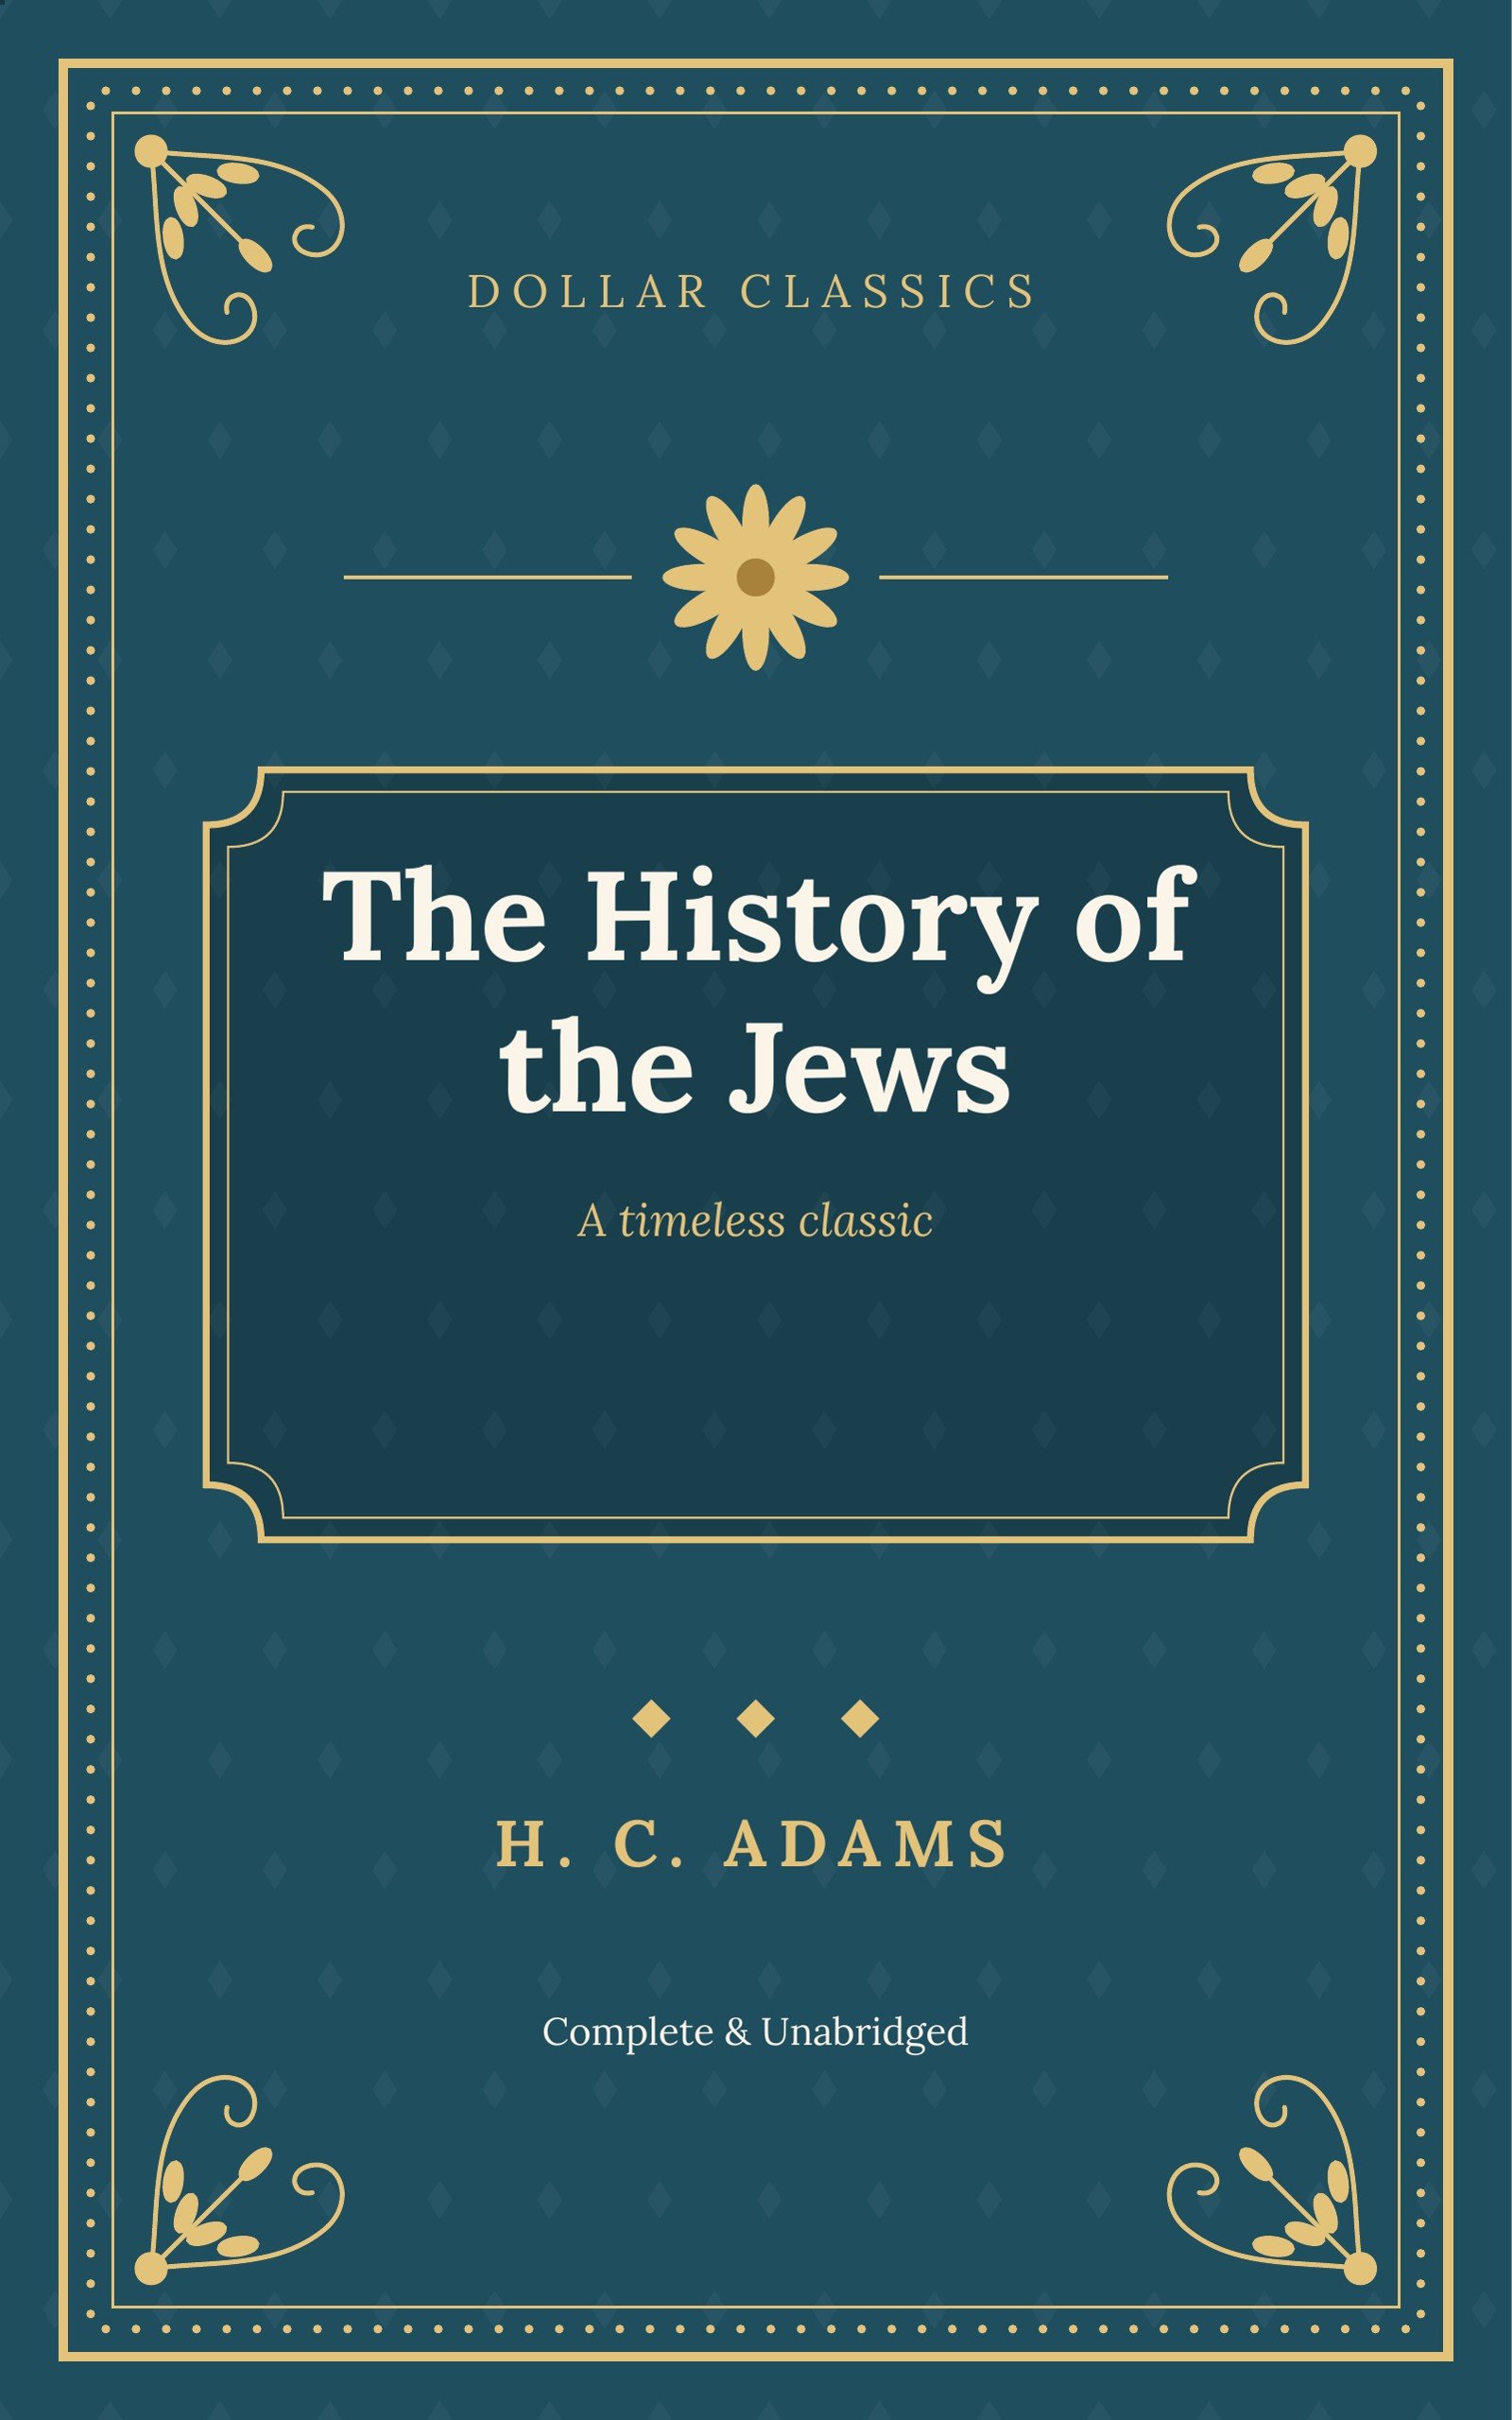 DOLLAR CLASSICS
The History of
the Jews
A timeless classic
H. C. ADAMS
Complete & Unabridged